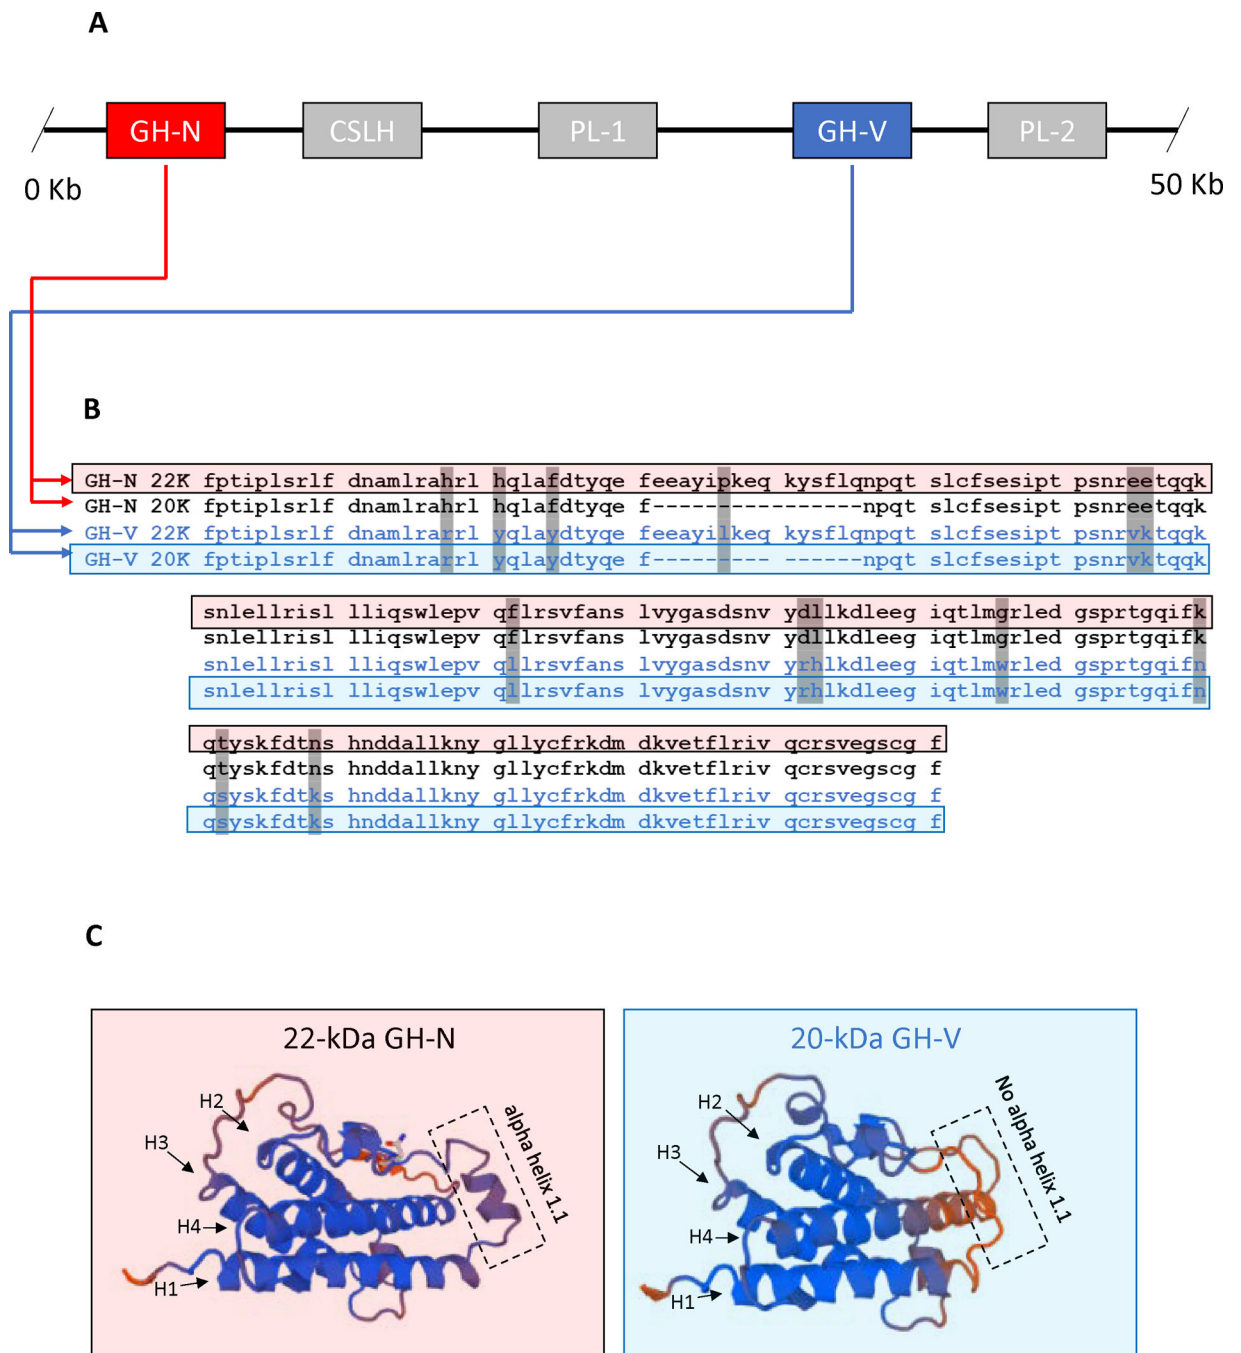 A
GH-N CSLH PL-1 GH-V PL-2
0 Kb 50 Kb
B
GH-N 22K fptiplsrlf dnamlrahrl hqlafdtyqe feeayipkeq kysflqnpqt slcfsesipt psnreetqqk
GH-N 20K fptiplsrlf dnamlrahrl hqlafdtyqe f--------- ------npqt slcfsesipt psnreetqqk
GH-V 22K fptiplsrlf dnamlrarrl yqlaydtyqe feeayilkeq kysflqnpqt slcfsesipt psnrvktqqk
GH-V 20K fptiplsrlf dnamlrarrl yqlaydtyqe f--------- ------npqt slcfsesipt psnrvktqqk
snlellrisl lliqswlepv qflrsvfans lvygasdsnv ydllkdleeg iqtlmgrled gsprtgqifk
snlellrisl lliqswlepv qflrsvfans lvygasdsnv ydllkdleeg iqtlmgrled gsprtgqifk
snlellrisl lliqswlepv qllrsvfans lvygasdsnv yrhlkdleeg iqtlmwrled gsprtgqifn
snlellrisl lliqswlepv qllrsvfans lvygasdsnv yrhlkdleeg iqtlmwrled gsprtgqifn
qtyskfdtns hnddallkny gllycfrkdm dkvetflriv qcrsvegscg f
qtyskfdtns hnddallkny gllycfrkdm dkvetflriv qcrsvegscg f
qsyskfdtks hnddallkny gllycfrkdm dkvetflriv qcrsvegscg f
qsyskfdtks hnddallkny gllycfrkdm dkvetflriv qcrsvegscg f
C
22-kDa GH-N
H2
H3
H4
H1
alpha helix 1.1
20-kDa GH-V
H2
H3
H4
H1
No alpha helix 1.1